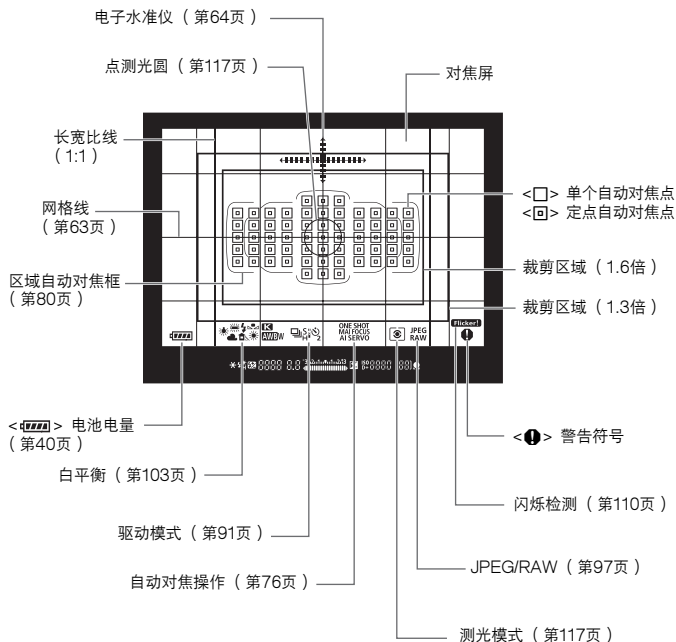 电子水准仪（第64页）
点测光圆（第117页）
对焦屏
长宽比线
（1:1）
<□> 单个自动对焦点
<回> 定点自动对焦点
网格线
（第63页）
裁剪区域（1.6倍）
区域自动对焦框
（第80页）
裁剪区域（1.3倍）
Flicker!
K
AWB W
ONE SHOT
MAI FOCUS
AI SERVO
JPEG
RAW
< > 电池电量
（第40页）
<!> 警告符号
白平衡（第103页）
闪烁检测（第110页）
驱动模式（第91页）
JPEG/RAW（第97页）
自动对焦操作（第76页）
测光模式（第117页）